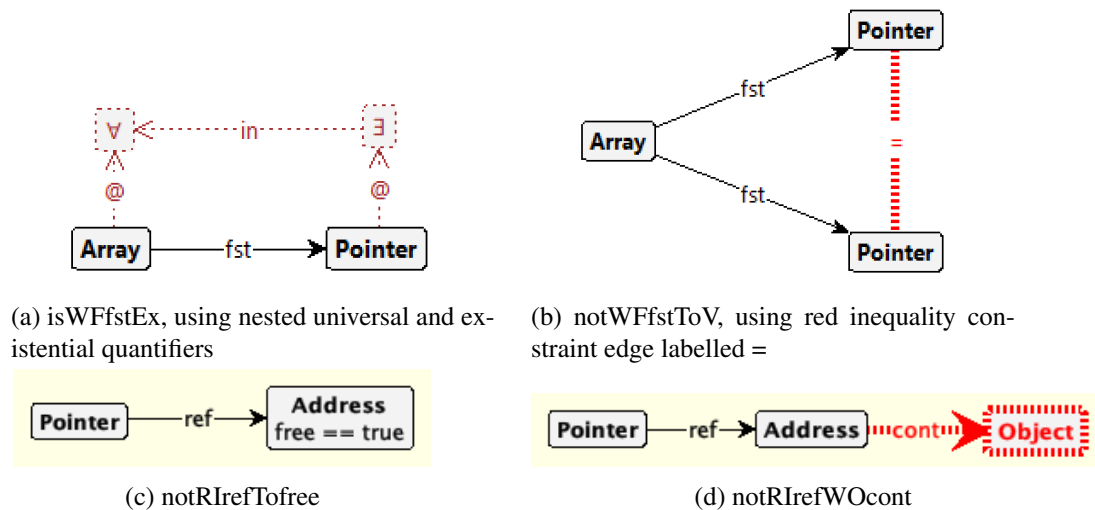 ∀
in
∃
@
@
Array
fst
Pointer
Pointer
fst
Array
=
fst
Pointer
(a) isWFfstEx, using nested universal and ex-
istential quantifiers
(b) notWFfstToV, using red inequality con-
straint edge labelled =
Pointer
ref
Address
free == true
Pointer
ref
Address
cont
Object
(c) notRIrefTofree
(d) notRIrefWOcont